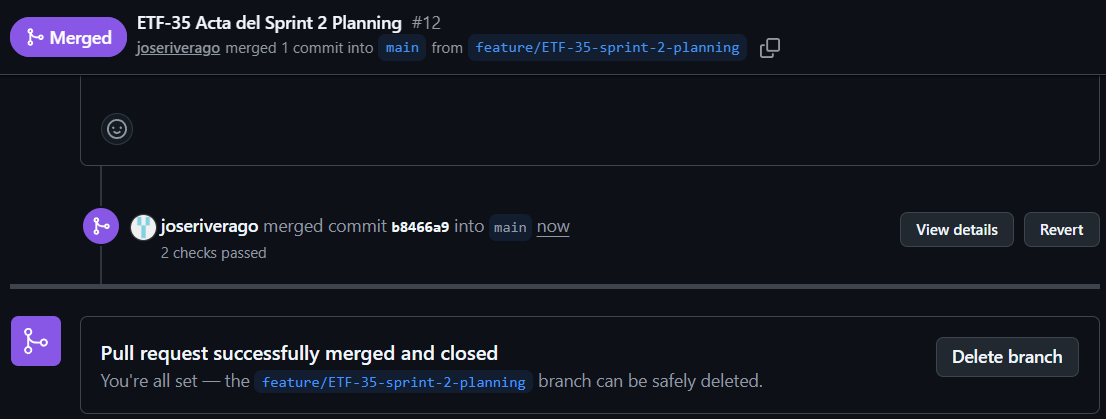 Merged
ETF-35 Acta del Sprint 2 Planning #12
joseriverago merged 1 commit into main from feature/ETF-35-sprint-2-planning
joseriverago merged commit b8466a9 into main now
View details
Revert
2 checks passed
Pull request successfully merged and closed
You're all set — the feature/ETF-35-sprint-2-planning branch can be safely deleted.
Delete branch